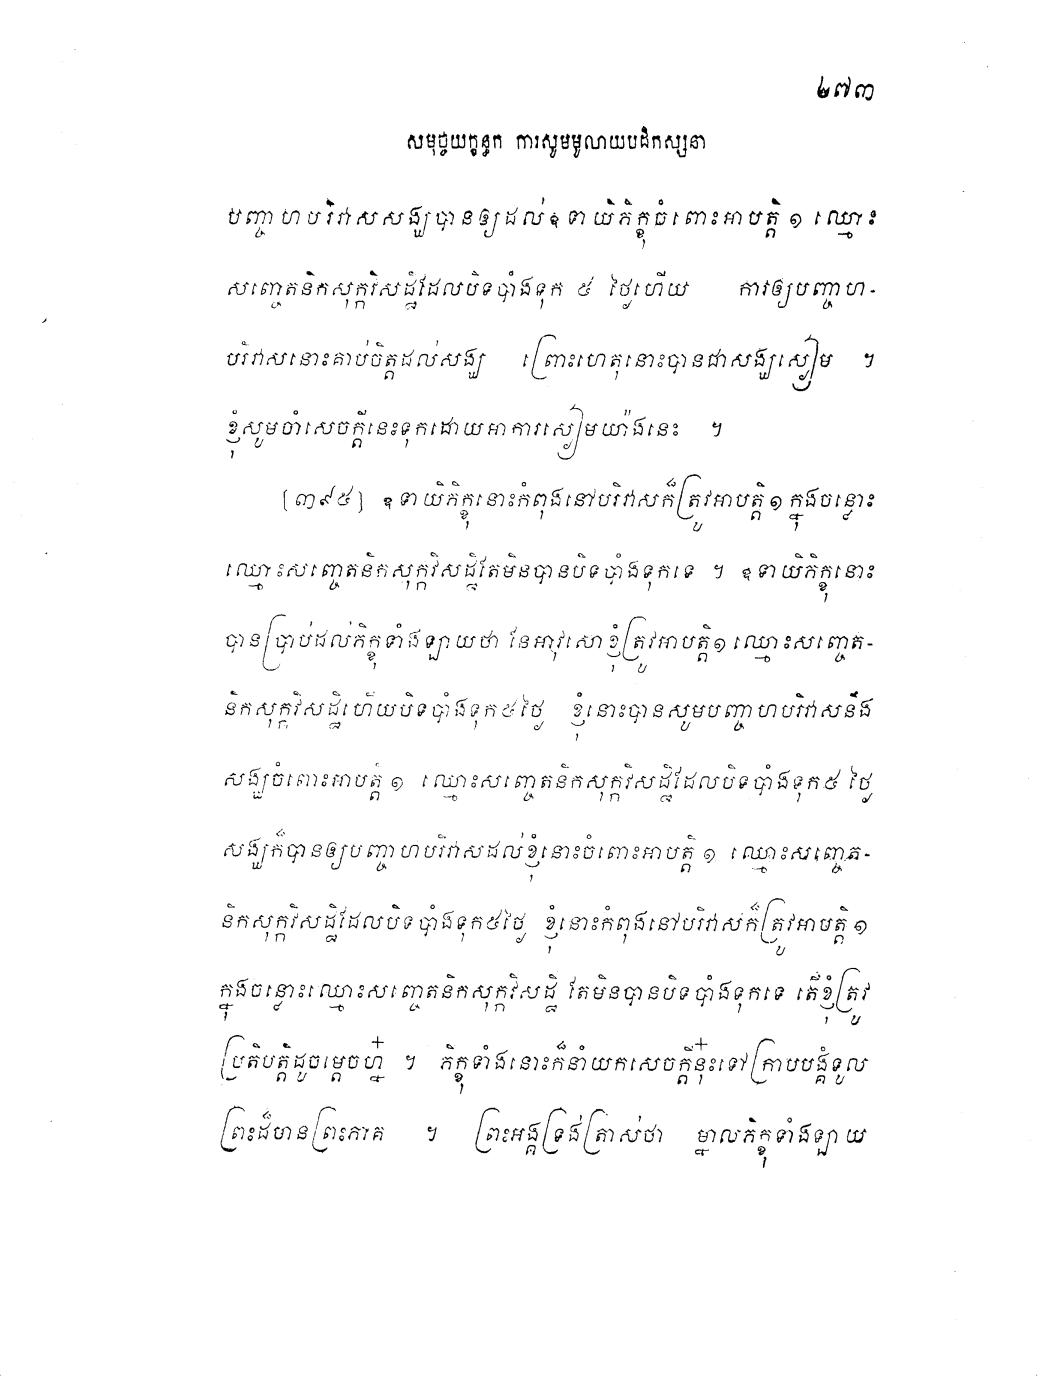 ២៧៣
សមុច្ចយក្ខន្ធក ការសូមមូលាយបដិកស្សនា
បញ្ចាហបរិវាសសង្ឃបានឲ្យដល់ឧទាយិភិក្ខុចំពោះអាបត្តិ ១ ឈ្មោះ
សញ្ចេតនិកសុក្កវិសដ្ឋិដែលបិទបាំងទុក ៥ ថ្ងៃហើយ ការឲ្យបញ្ចាហ-
បរិវាសនោះគាប់ចិត្តដល់សង្ឃ ព្រោះហេតុនោះបានជាសង្ឃស្ងៀម ។
ខ្ញុំសូមចាំសេចក្តីនេះទុកដោយអាការស្ងៀមយ៉ាងនេះ ។
[៣៩៥] ឧទាយិភិក្ខុនោះកំពុងនៅបរិវាសក៏ត្រូវអាបត្តិ ១ ក្នុងចន្លោះ
ឈ្មោះសញ្ចេតនិកសុក្កវិសដ្ឋិតែមិនបានបិទបាំងទុកទេ ។ ឧទាយិភិក្ខុនោះ
បានប្រាប់ដល់ភិក្ខុទាំងឡាយថា នែអាវុសោខ្ញុំត្រូវអាបត្តិ ១ ឈ្មោះសញ្ចេត-
និកសុក្កវិសដ្ឋិហើយបិទបាំងទុក ៥ ថ្ងៃ ខ្ញុំនោះបានសូមបញ្ចាហបរិវាសនឹង
សង្ឃចំពោះអាបត្តិ ១ ឈ្មោះសញ្ចេតនិកសុក្កវិសដ្ឋិដែលបិទបាំងទុក ៥ ថ្ងៃ
សង្ឃក៏បានឲ្យបញ្ចាហបរិវាសដល់ខ្ញុំនោះចំពោះអាបត្តិ ១ ឈ្មោះសញ្ចេត-
និកសុក្កវិសដ្ឋិដែលបិទបាំងទុក ៥ ថ្ងៃ ខ្ញុំនោះកំពុងនៅបរិវាសក៏ត្រូវអាបត្តិ ១
ក្នុងចន្លោះឈ្មោះសញ្ចេតនិកសុក្កវិសដ្ឋិ តែមិនបានបិទបាំងទុកទេ តើខ្ញុំត្រូវ
ប្រតិបត្តិដូចម្តេចហ្ន៎ ។ ភិក្ខុទាំងនោះក៏នាំយកសេចក្តីនុ៎ះទៅក្រាបបង្គំទូល
ព្រះដ៏មានព្រះភាគ ។ ព្រះអង្គទ្រង់ត្រាស់ថា ម្នាលភិក្ខុទាំងឡាយ